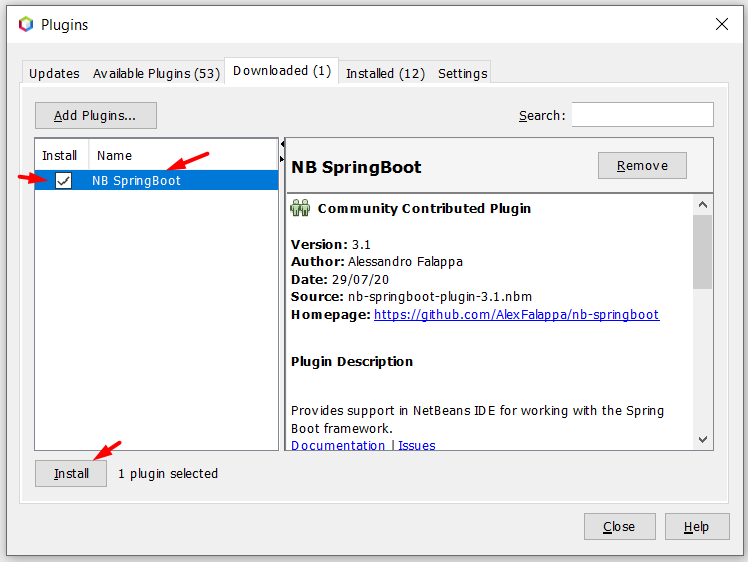 Plugins
Updates Available Plugins (53) Downloaded (1) Installed (12) Settings
Add Plugins... Search:
Install Name
NB SpringBoot
NB SpringBoot Remove
Community Contributed Plugin
Version: 3.1
Author: Alessandro Falappa
Date: 29/07/20
Source: nb-springboot-plugin-3.1.nbm
Homepage: https://github.com/AlexFalappa/nb-springboot
Plugin Description
Provides support in NetBeans IDE for working with the Spring
Boot framework.
Documentation | Issues
Install 1 plugin selected
Close Help